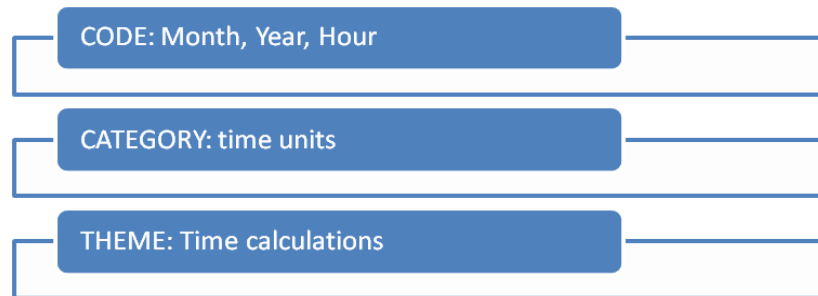 CODE: Month, Year, Hour
CATEGORY: time units
THEME: Time calculations